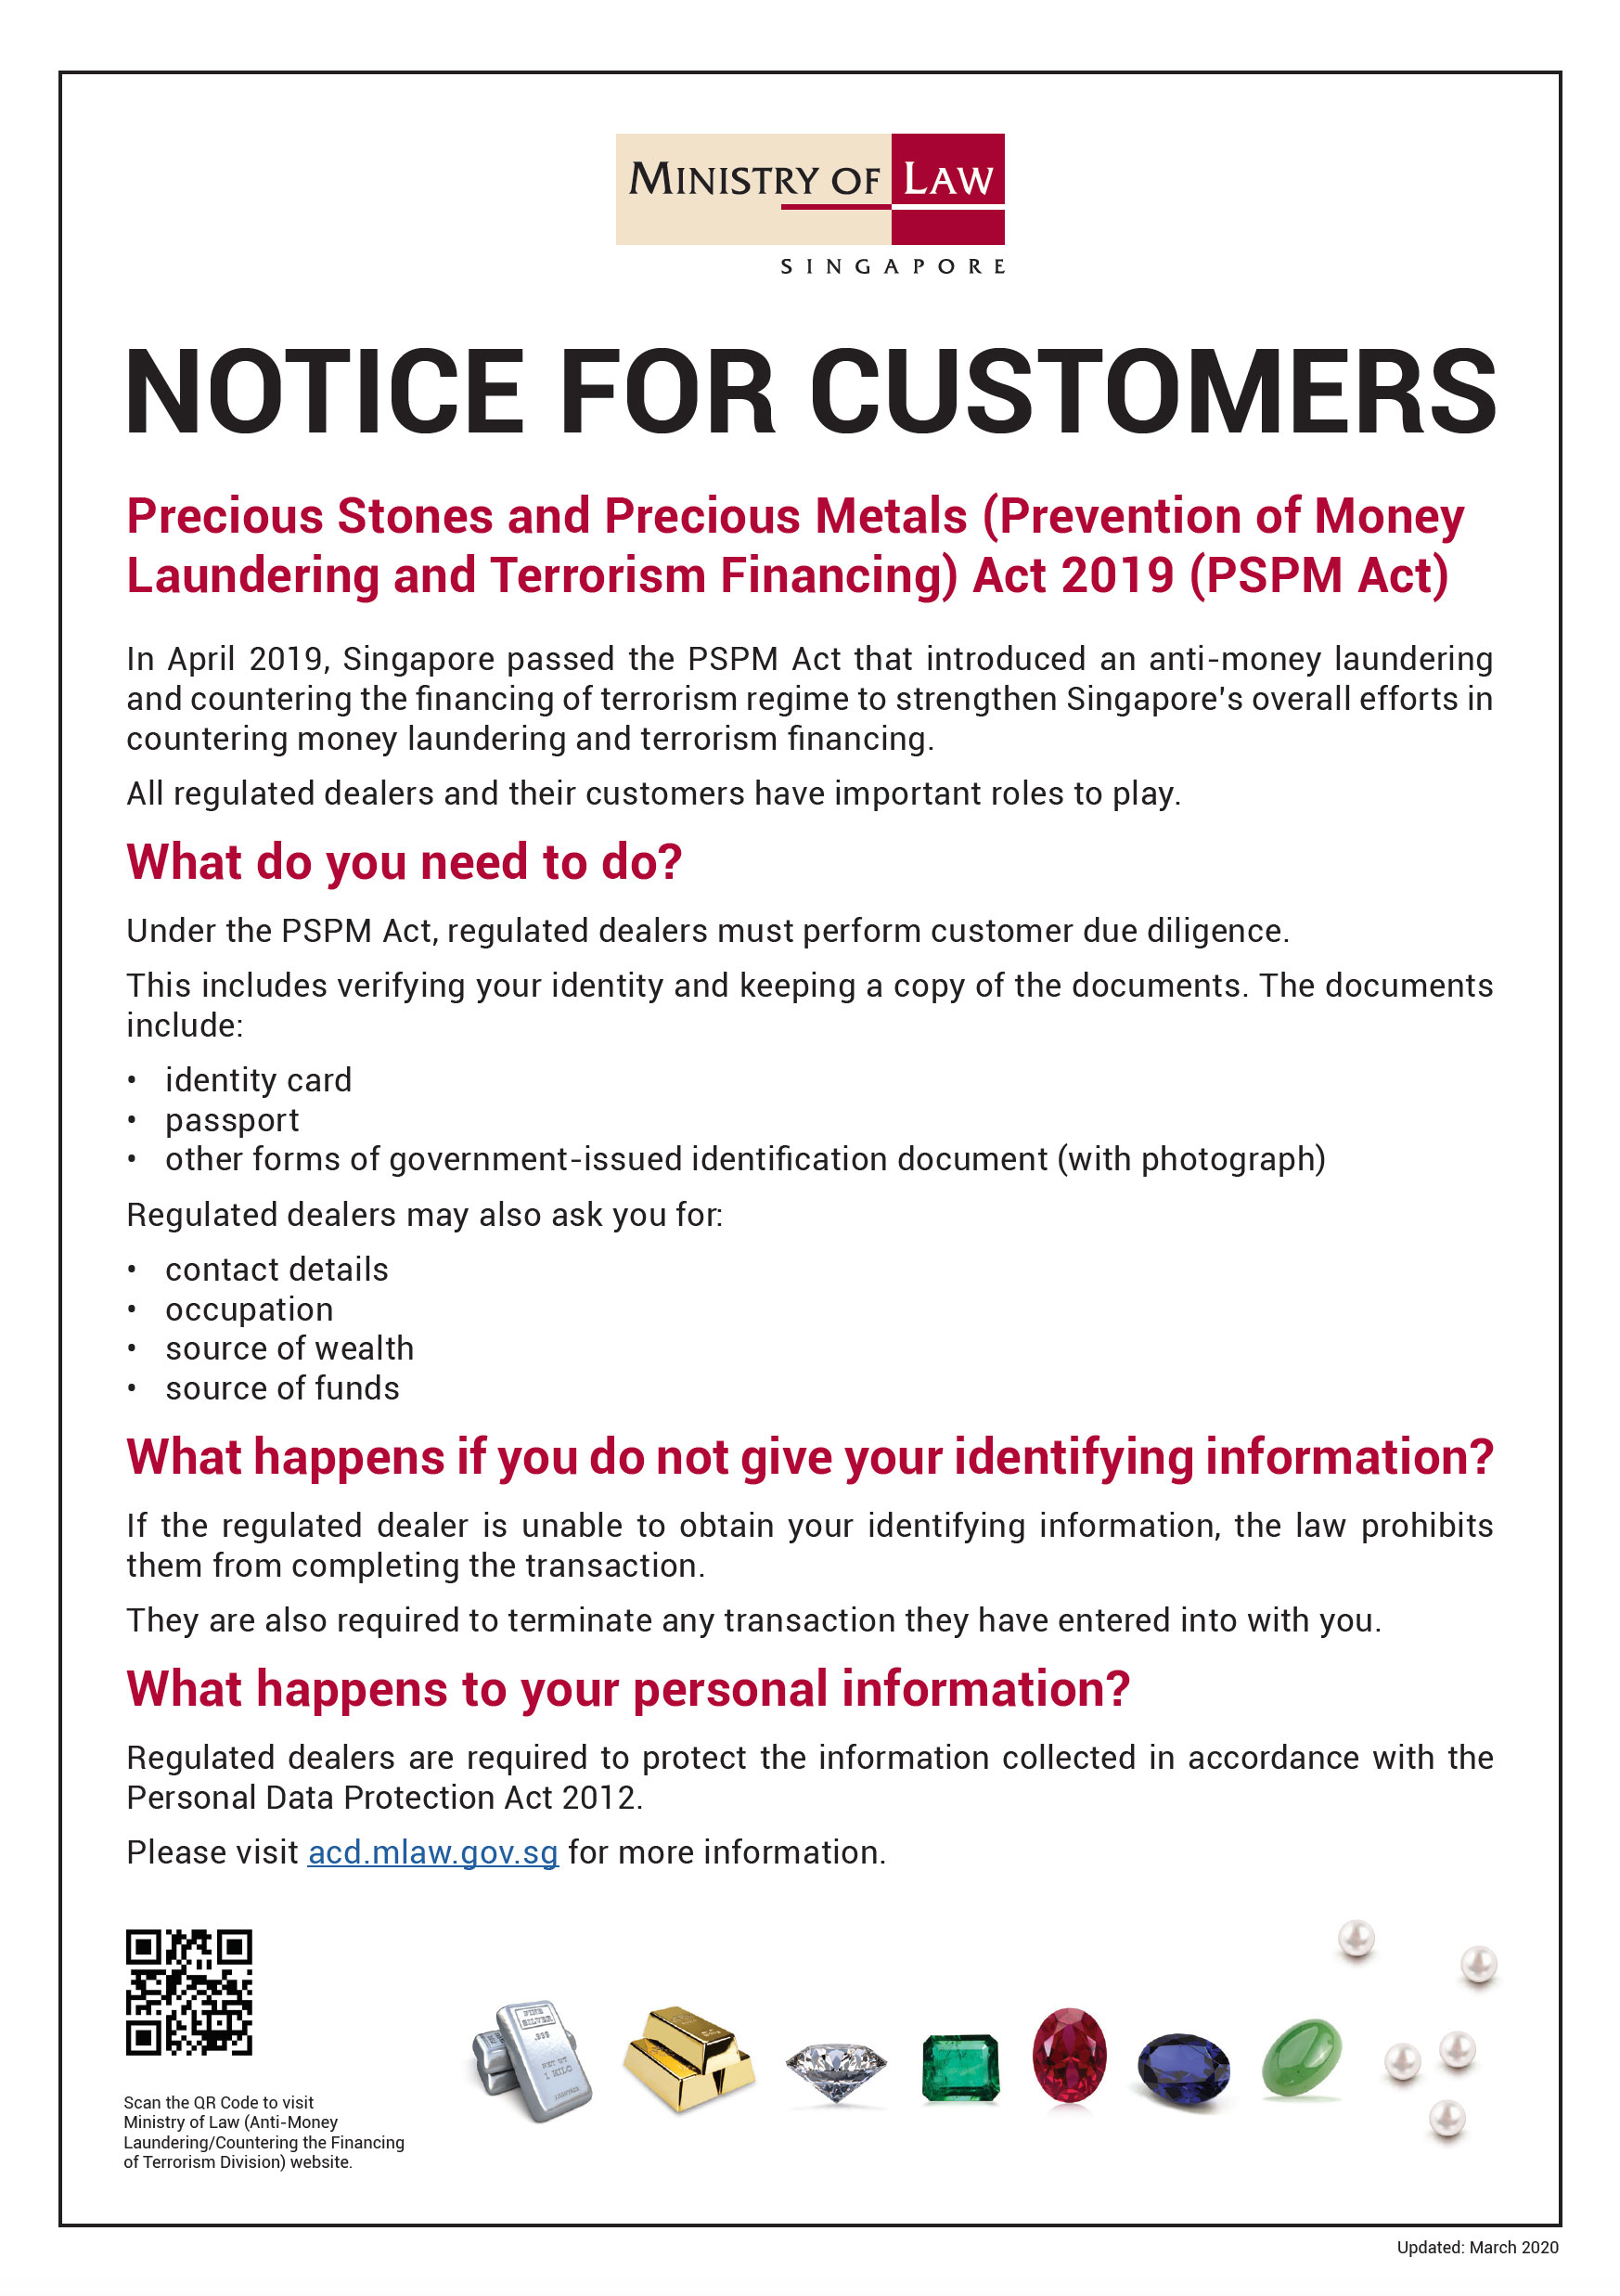 MINISTRY OF LAW
SINGAPORE
NOTICE FOR CUSTOMERS
Precious Stones and Precious Metals (Prevention of Money
Laundering and Terrorism Financing) Act 2019 (PSPM Act)
In April 2019, Singapore passed the PSPM Act that introduced an anti-money laundering
and countering the financing of terrorism regime to strengthen Singapore's overall efforts in
countering money laundering and terrorism financing.
All regulated dealers and their customers have important roles to play.
What do you need to do?
Under the PSPM Act, regulated dealers must perform customer due diligence.
This includes verifying your identity and keeping a copy of the documents. The documents
include:
• identity card
• passport
• other forms of government-issued identification document (with photograph)
Regulated dealers may also ask you for:
• contact details
• occupation
• source of wealth
• source of funds
What happens if you do not give your identifying information?
If the regulated dealer is unable to obtain your identifying information, the law prohibits
them from completing the transaction.
They are also required to terminate any transaction they have entered into with you.
What happens to your personal information?
Regulated dealers are required to protect the information collected in accordance with the
Personal Data Protection Act 2012.
Please visit acd.mlaw.gov.sg for more information.
FINE
SILVER
.999
NET WT
1 KILO
Scan the QR Code to visit
Ministry of Law (Anti-Money
Laundering/Countering the Financing
of Terrorism Division) website.
Updated: March 2020